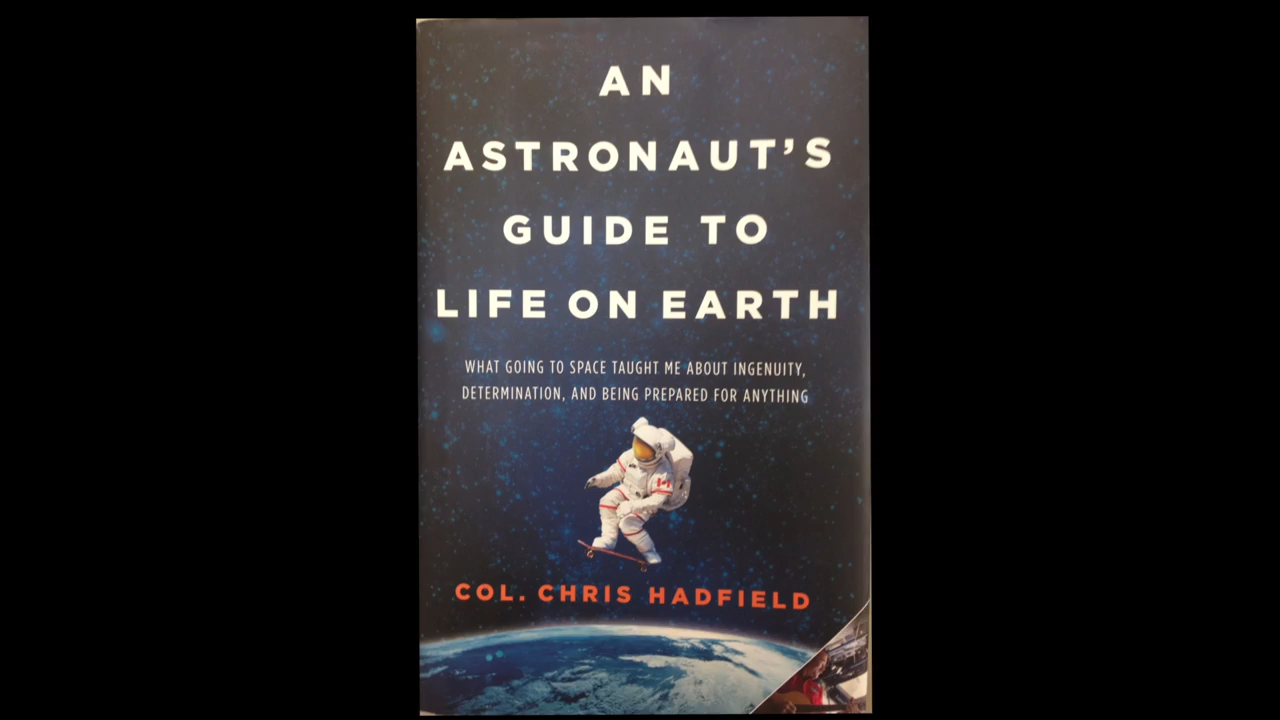 AN
ASTRONAUT'S
GUIDE TO
LIFE ON EARTH
WHAT GOING TO SPACE TAUGHT ME ABOUT INGENUITY,
DETERMINATION, AND BEING PREPARED FOR ANYTHING
COL. CHRIS HADFIELD